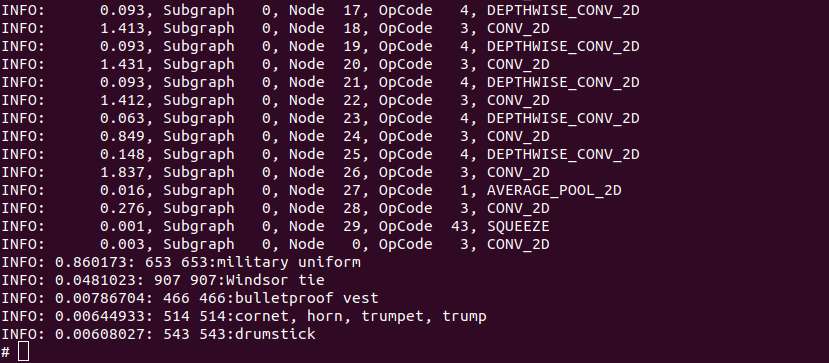 INFO: 0.093, Subgraph 0, Node 17, OpCode 4, DEPTHWISE_CONV_2D
INFO: 1.413, Subgraph 0, Node 18, OpCode 3, CONV_2D
INFO: 0.093, Subgraph 0, Node 19, OpCode 4, DEPTHWISE_CONV_2D
INFO: 1.431, Subgraph 0, Node 20, OpCode 3, CONV_2D
INFO: 0.093, Subgraph 0, Node 21, OpCode 4, DEPTHWISE_CONV_2D
INFO: 1.412, Subgraph 0, Node 22, OpCode 3, CONV_2D
INFO: 0.063, Subgraph 0, Node 23, OpCode 4, DEPTHWISE_CONV_2D
INFO: 0.849, Subgraph 0, Node 24, OpCode 3, CONV_2D
INFO: 0.148, Subgraph 0, Node 25, OpCode 4, DEPTHWISE_CONV_2D
INFO: 1.837, Subgraph 0, Node 26, OpCode 3, CONV_2D
INFO: 0.016, Subgraph 0, Node 27, OpCode 1, AVERAGE_POOL_2D
INFO: 0.276, Subgraph 0, Node 28, OpCode 3, CONV_2D
INFO: 0.001, Subgraph 0, Node 29, OpCode 43, SQUEEZE
INFO: 0.003, Subgraph 0, Node 0, OpCode 3, CONV_2D
INFO: 0.860173: 653 653:military uniform
INFO: 0.0481023: 907 907:Windsor tie
INFO: 0.00786704: 466 466:bulletproof vest
INFO: 0.00644933: 514 514:cornet, horn, trumpet, trump
INFO: 0.00608027: 543 543:drumstick
#